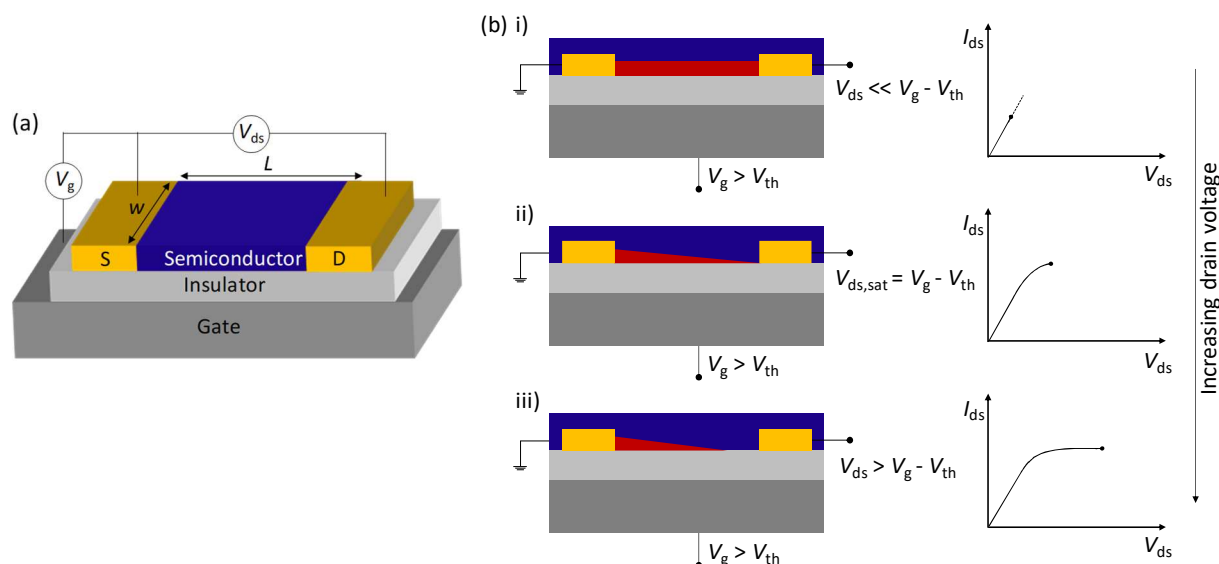 (a)
V_ds
V_g
L
w
S
Semiconductor
D
Insulator
Gate
(b) i)
V_ds << V_g - V_th
V_g > V_th
I_ds
V_ds
ii)
V_ds,sat = V_g - V_th
V_g > V_th
I_ds
V_ds
iii)
V_ds > V_g - V_th
V_g > V_th
I_ds
V_ds
Increasing drain voltage